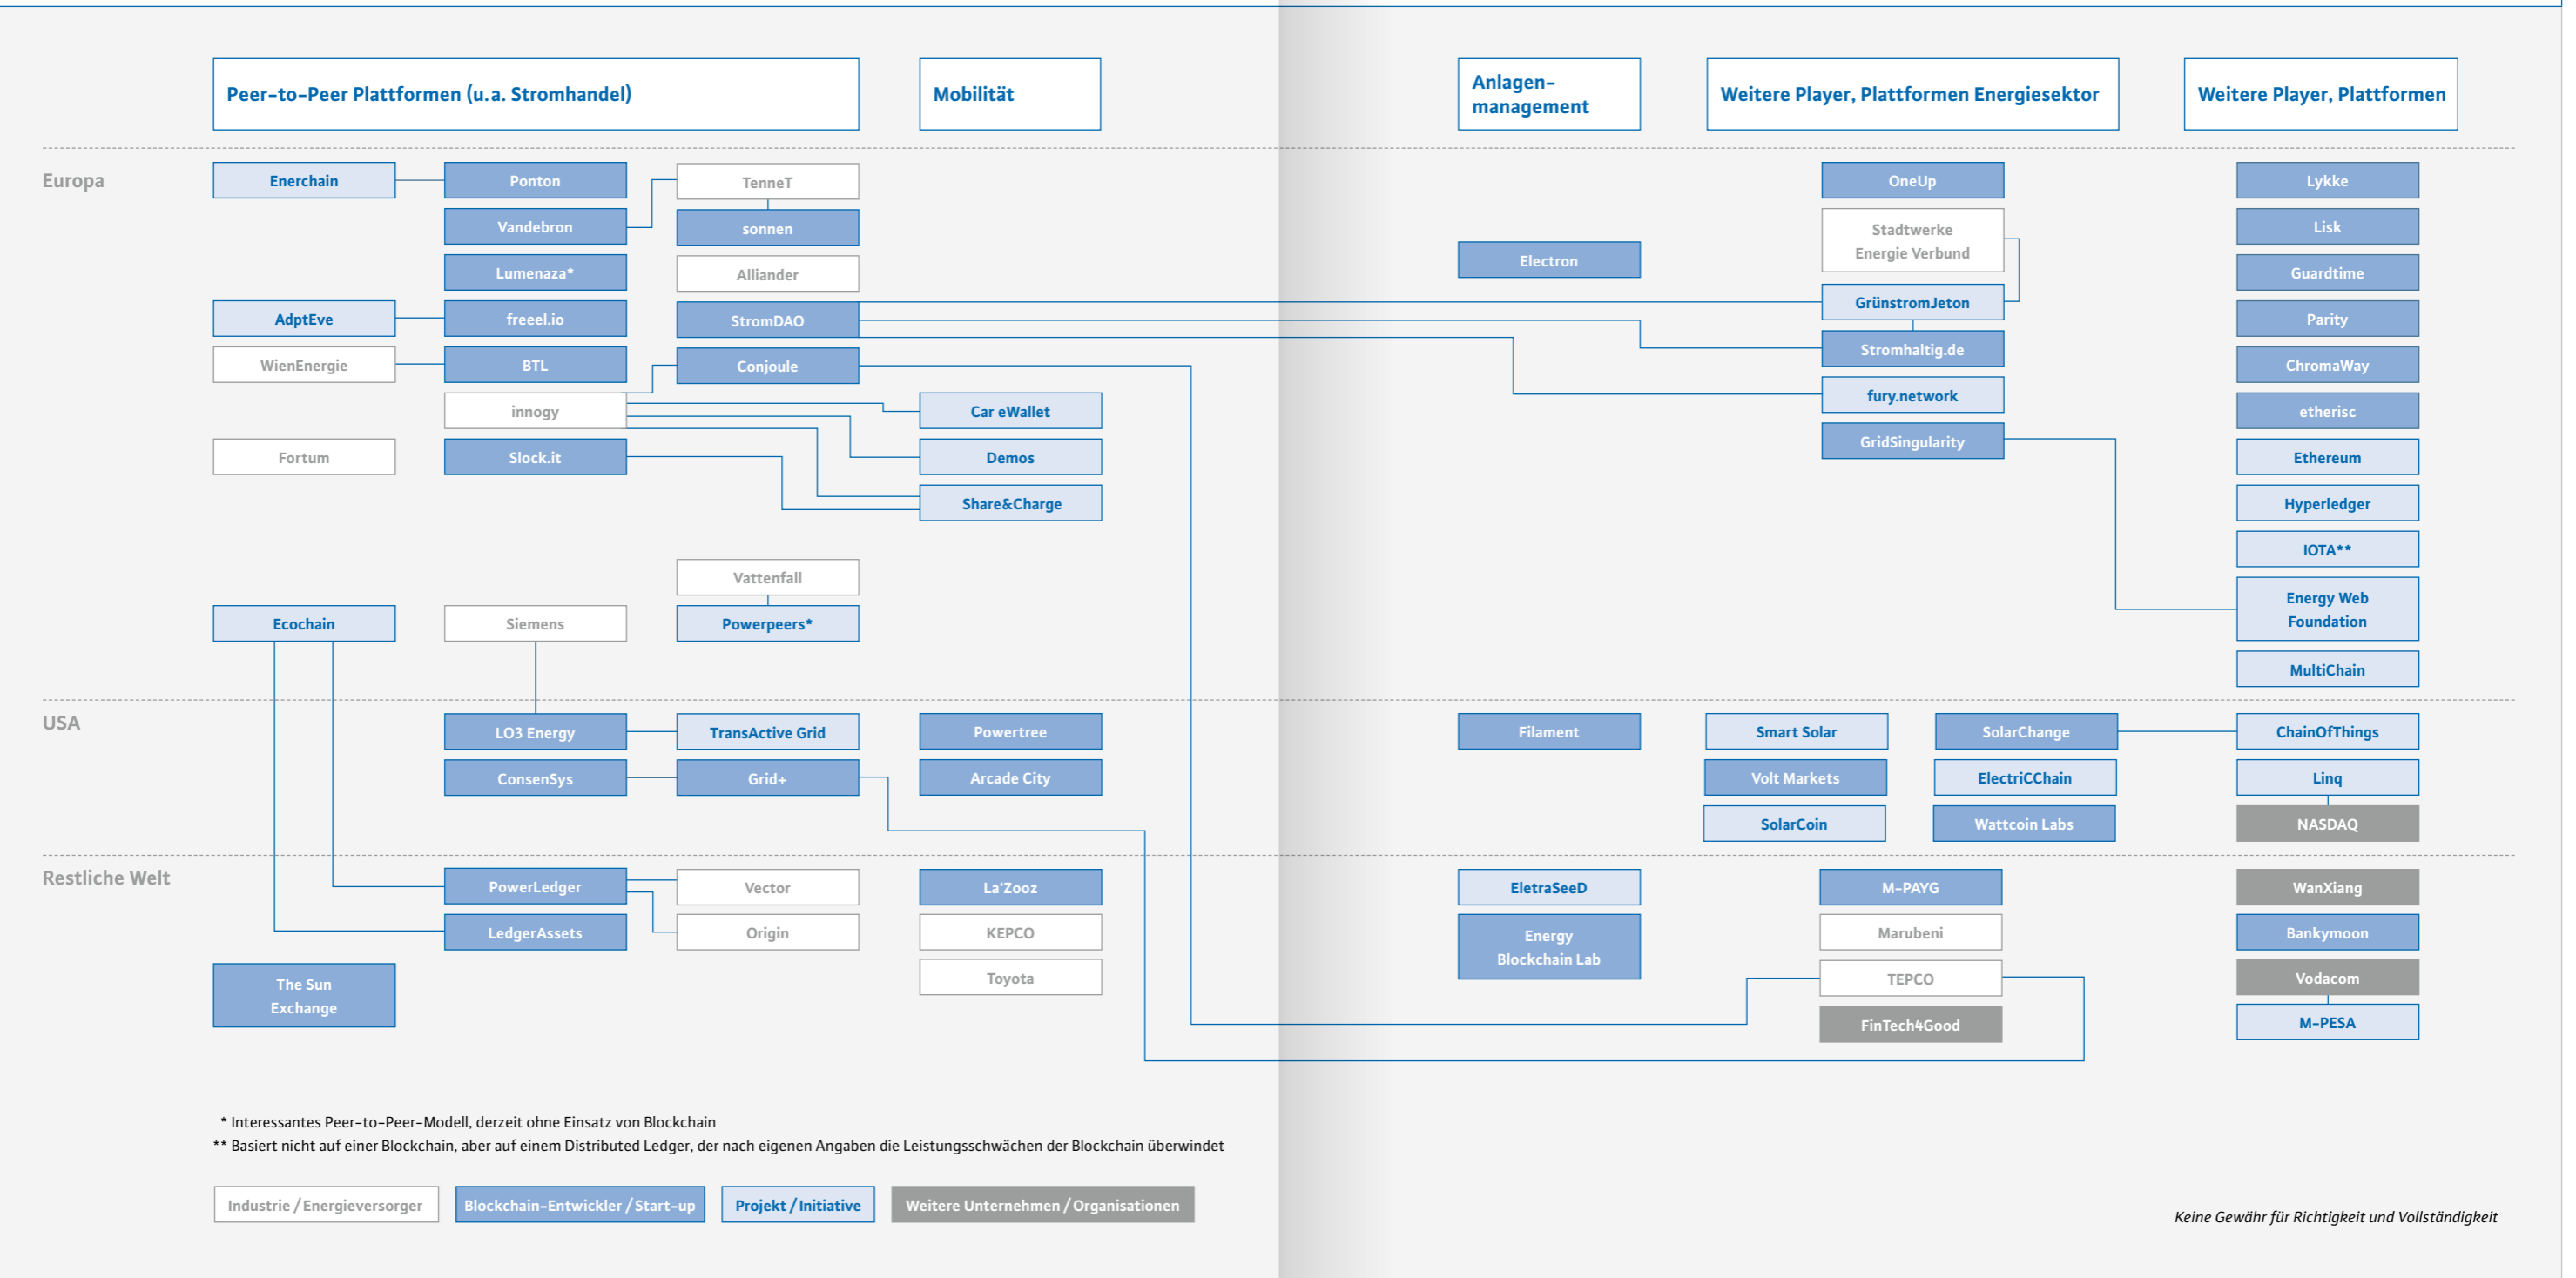 Peer-to-Peer Plattformen (u.a. Stromhandel)
Mobilität
Anlagen-
management
Weitere Player, Plattformen Energiesektor
Weitere Player, Plattformen
Europa
Enerchain
Ponton
TenneT
Vandebron
sonnen
Lumenaza*
Alliander
AdptEve
freeel.io
StromDAO
WienEnergie
BTL
Conjoule
innogy
Car eWallet
Fortum
Slock.it
Demos
Share&Charge
Vattenfall
Ecochain
Siemens
Powerpeers*
Electron
OneUp
Stadtwerke
Energie Verbund
GrünstromJeton
Stromhaltig.de
fury.network
GridSingularity
Lykke
Lisk
Guardtime
Parity
ChromaWay
etherisc
Ethereum
Hyperledger
IOTA**
Energy Web
Foundation
MultiChain
USA
LO3 Energy
TransActive Grid
Powertree
ConsenSys
Grid+
Arcade City
Filament
Smart Solar
SolarChange
ChainOfThings
Volt Markets
ElectriCChain
Linq
SolarCoin
Wattcoin Labs
NASDAQ
Restliche Welt
PowerLedger
Vector
La'Zooz
LedgerAssets
Origin
KEPCO
The Sun
Exchange
Toyota
EletraSeeD
M-PAYG
WanXiang
Energy
Blockchain Lab
Marubeni
Bankymoon
TEPCO
Vodacom
FinTech4Good
M-PESA
* Interessantes Peer-to-Peer-Modell, derzeit ohne Einsatz von Blockchain
** Basiert nicht auf einer Blockchain, aber auf einem Distributed Ledger, der nach eigenen Angaben die Leistungsschwächen der Blockchain überwindet
Industrie / Energieversorger
Blockchain-Entwickler / Start-up
Projekt / Initiative
Weitere Unternehmen / Organisationen
Keine Gewähr für Richtigkeit und Vollständigkeit